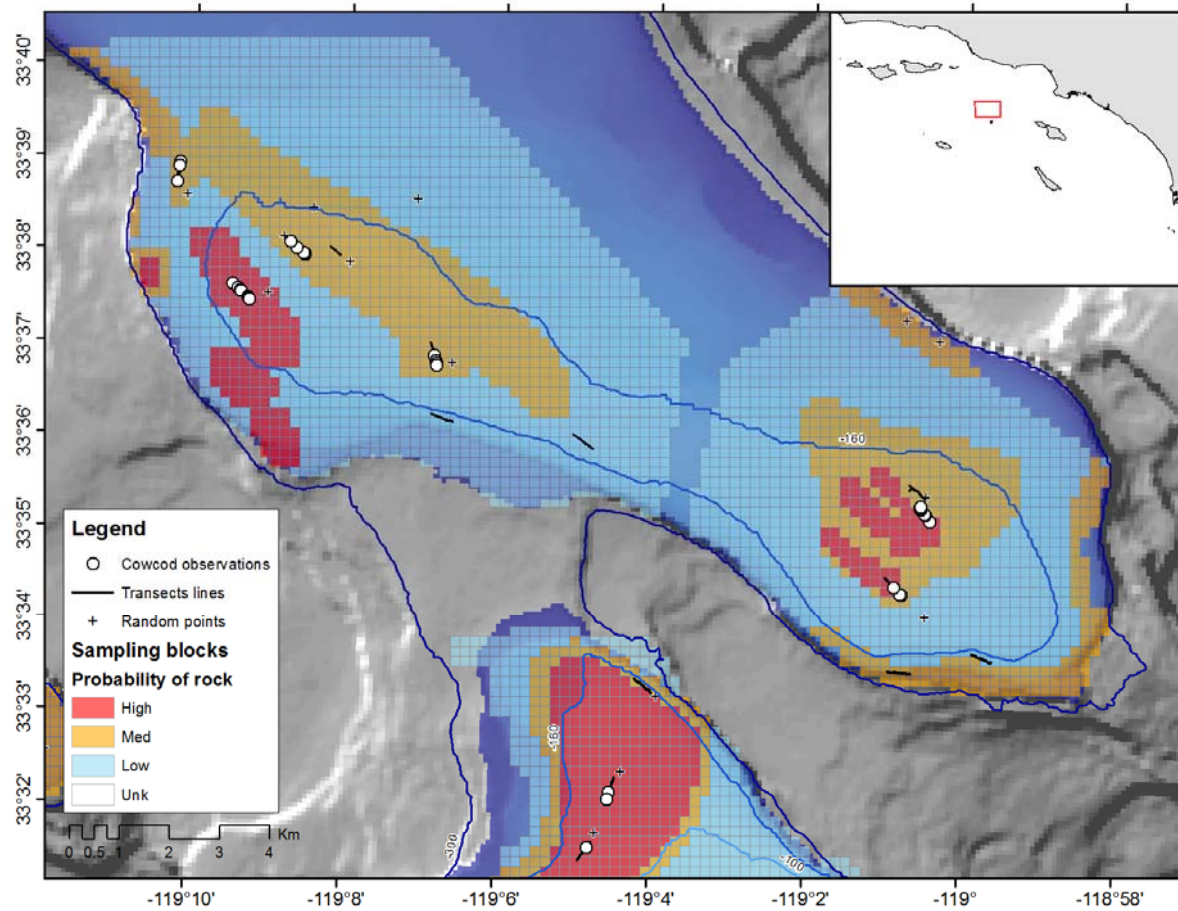 33°40'
33°39'
33°38'
33°37'
33°36'
33°35'
33°34'
33°33'
33°32'
-160
Legend
Cowcod observations
Transects lines
Random points
Sampling blocks
Probability of rock
High
Med
Low
Unk
0 0.5 1 2 3 4 Km
-160
-300
-100
-119°10' -119°8' -119°6' -119°4' -119°2' -119° -118°58'